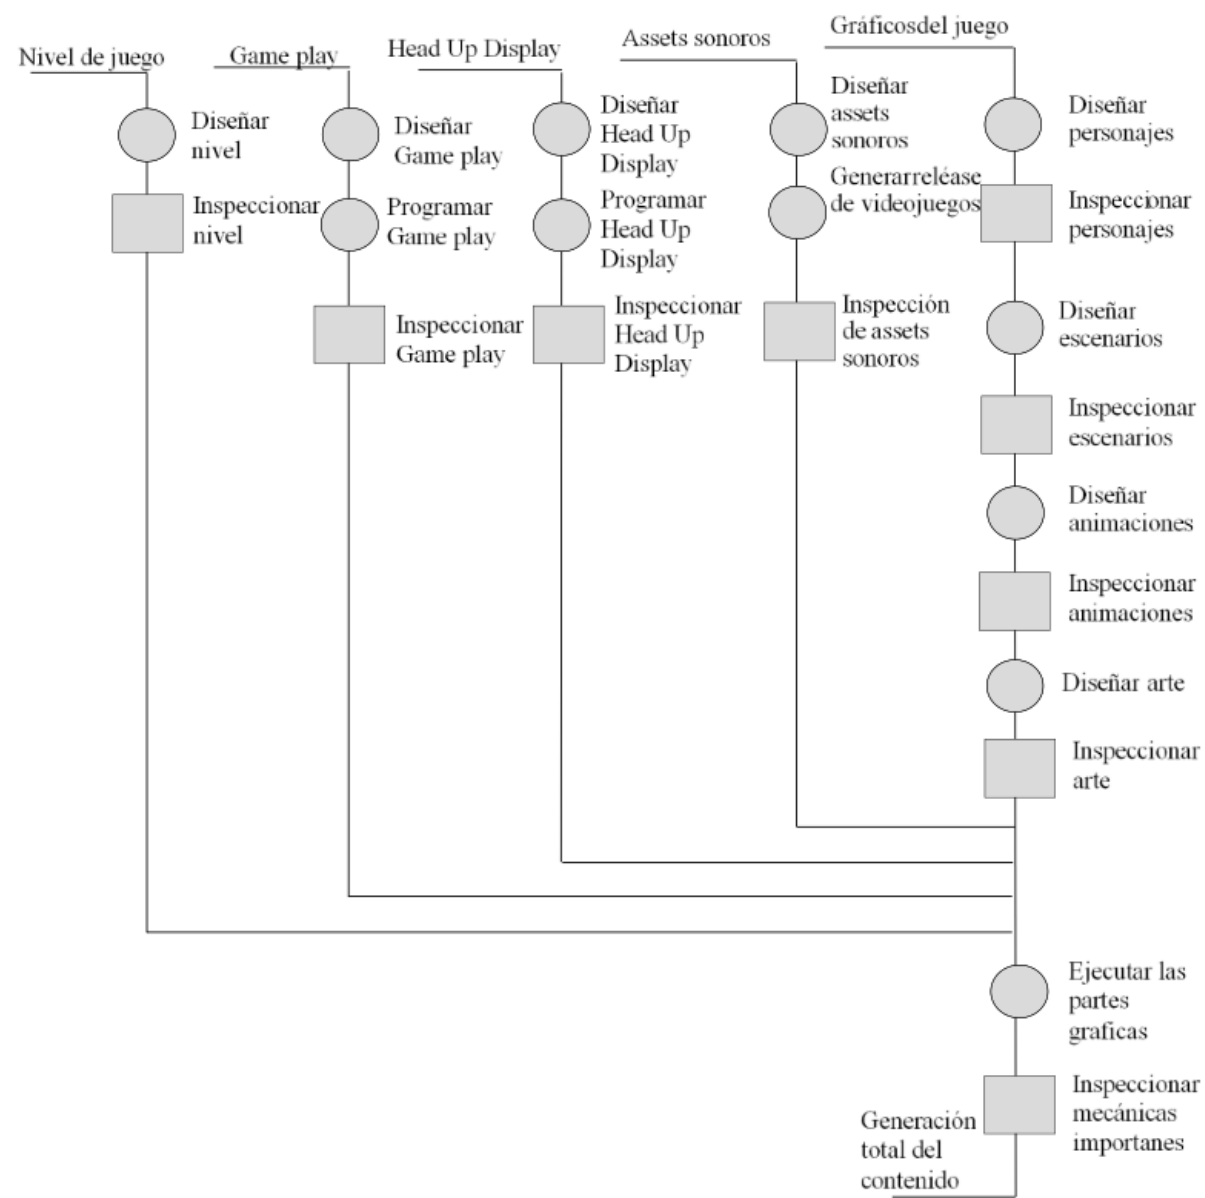 Nivel de juego
Game play
Head Up Display
Assets sonoros
Gráficosdel juego
Diseñar
nivel
Inspeccionar
nivel
Diseñar
Game play
Programar
Game play
Inspeccionar
Game play
Diseñar
Head Up
Display
Programar
Head Up
Display
Inspeccionar
Head Up
Display
Diseñar
assets
sonoros
Generarreléase
de videojuegos
Inspección
de assets
sonoros
Diseñar
personajes
Inspeccionar
personajes
Diseñar
escenarios
Inspeccionar
escenarios
Diseñar
animaciones
Inspeccionar
animaciones
Diseñar arte
Inspeccionar
arte
Ejecutar las
partes
graficas
Inspeccionar
mecánicas
importanes
Generación
total del
contenido